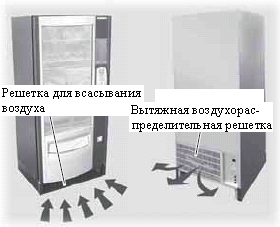 Решетка для всасывания
воздуха
Вытяжная воздухорас-
пределительная решетка